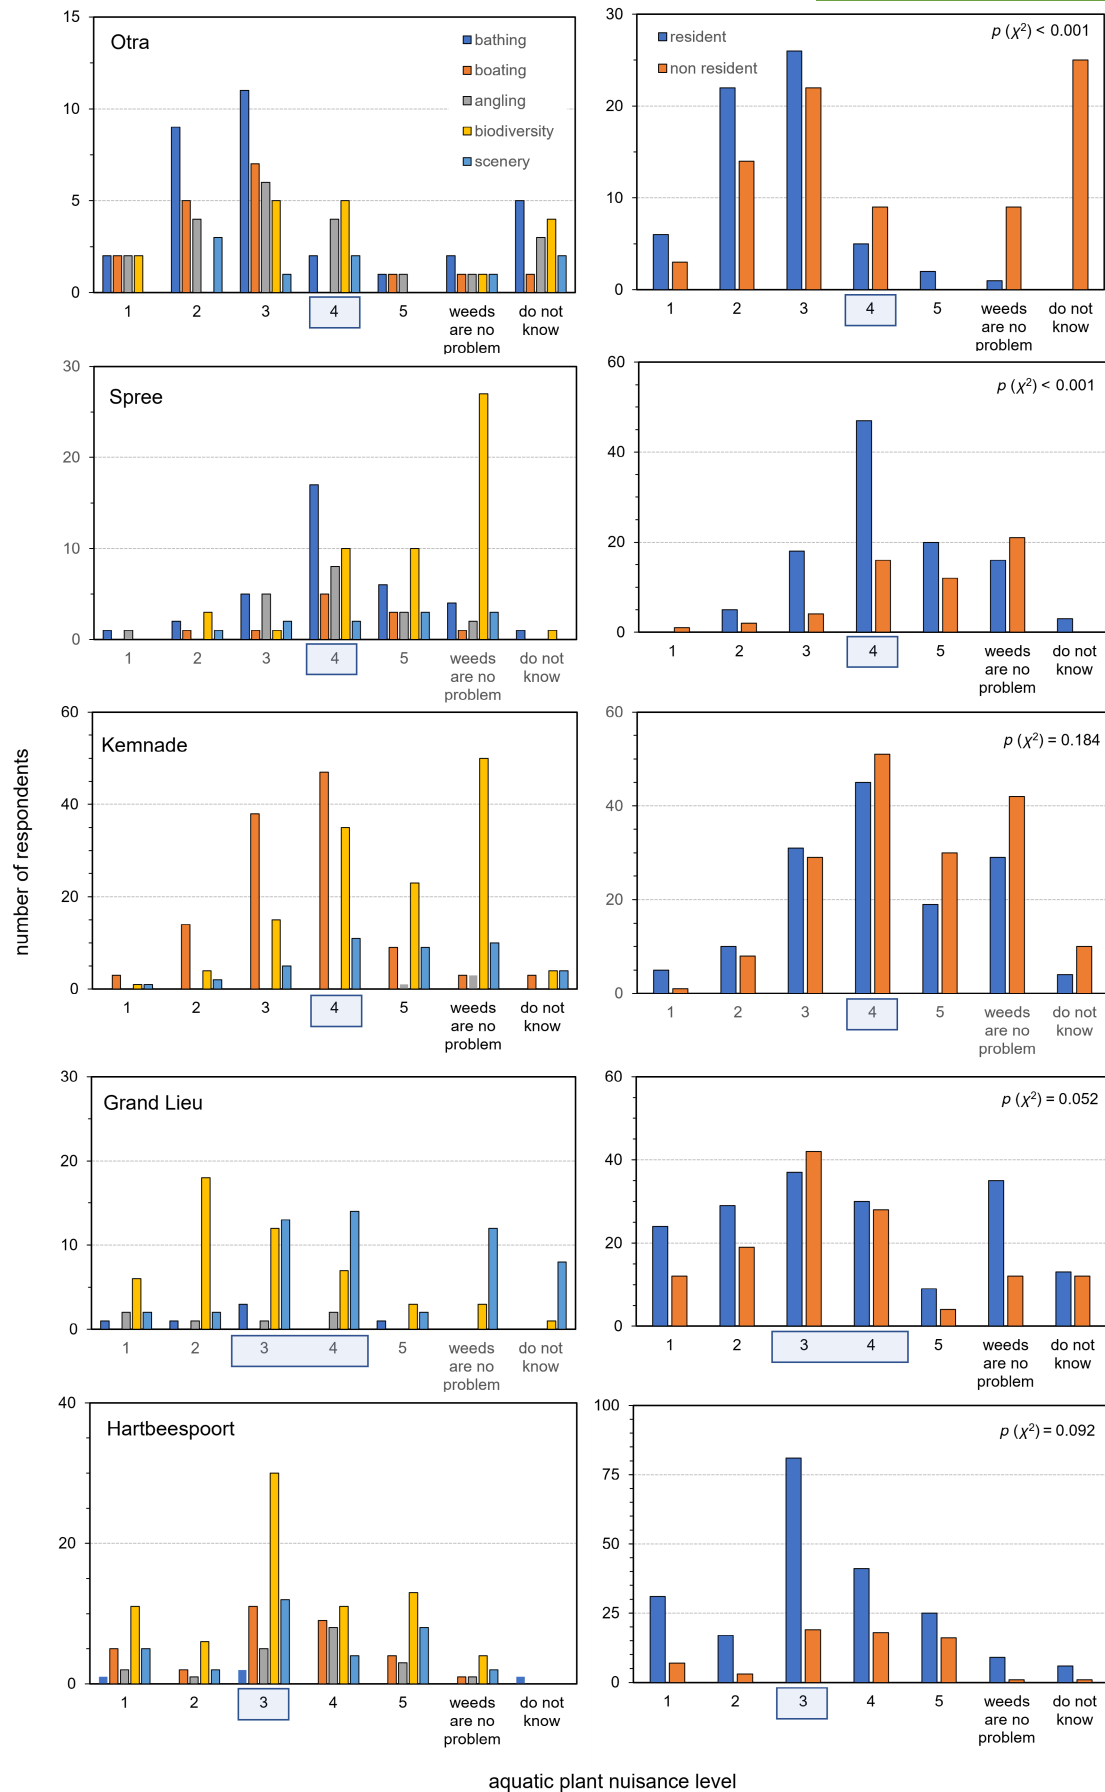 15
Otra
bathing
boating
angling
biodiversity
scenery
10
5
0
1 2 3 4 5 weeds are no problem do not know
30
p (χ²) < 0.001
resident
non resident
20
10
0
1 2 3 4 5 weeds are no problem do not know
30
Spree
20
10
0
1 2 3 4 5 weeds are no problem do not know
60
p (χ²) < 0.001
40
20
0
1 2 3 4 5 weeds are no problem do not know
number of respondents
60
Kemnade
40
20
0
1 2 3 4 5 weeds are no problem do not know
60
p (χ²) = 0.184
40
20
0
1 2 3 4 5 weeds are no problem do not know
30
Grand Lieu
20
10
0
1 2 3 4 5 weeds are no problem do not know
60
p (χ²) = 0.052
40
20
0
1 2 3 4 5 weeds are no problem do not know
40
Hartbeespoort
20
0
1 2 3 4 5 weeds are no problem do not know
100
p (χ²) = 0.092
75
50
25
0
1 2 3 4 5 weeds are no problem do not know
aquatic plant nuisance level